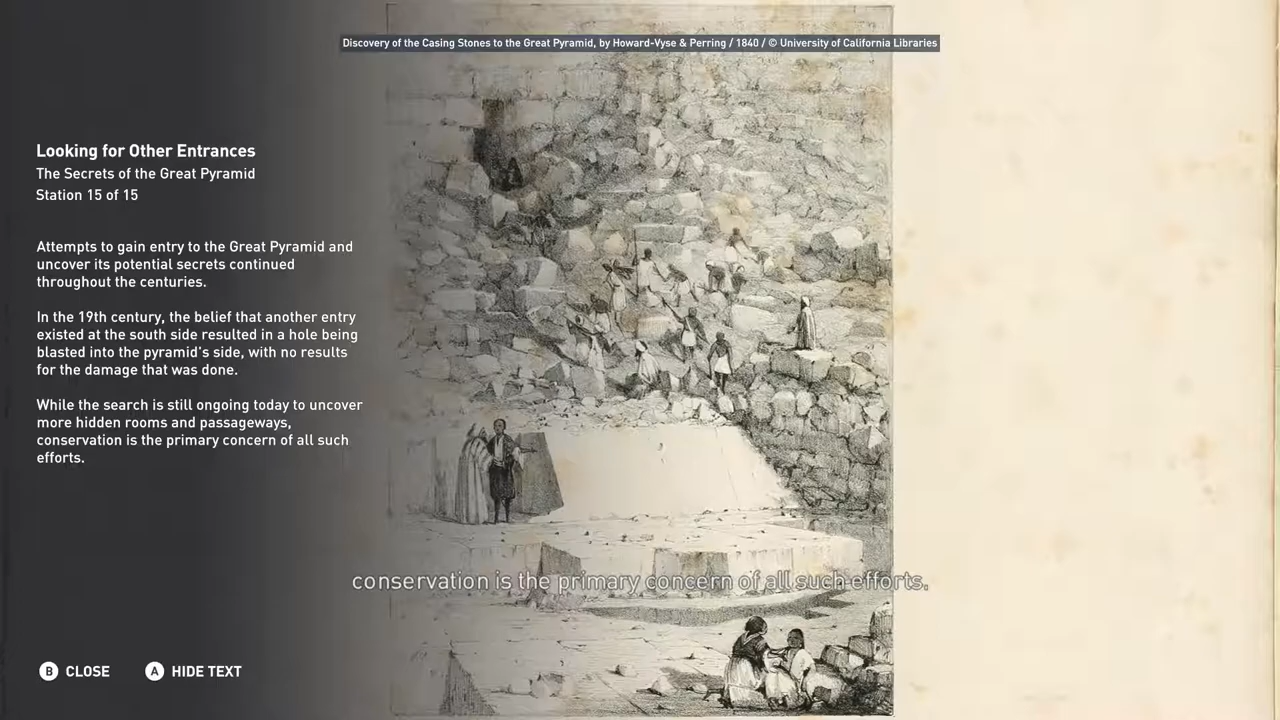 Discovery of the Casing Stones to the Great Pyramid, by Howard-Vyse & Perring / 1840 / © University of California Libraries
Looking for Other Entrances
The Secrets of the Great Pyramid
Station 15 of 15
Attempts to gain entry to the Great Pyramid and
uncover its potential secrets continued
throughout the centuries.
In the 19th century, the belief that another entry
existed at the south side resulted in a hole being
blasted into the pyramid's side, with no results
for the damage that was done.
While the search is still ongoing today to uncover
more hidden rooms and passageways,
conservation is the primary concern of all such
efforts.
conservation is the primary concern of all such efforts.
B CLOSE A HIDE TEXT